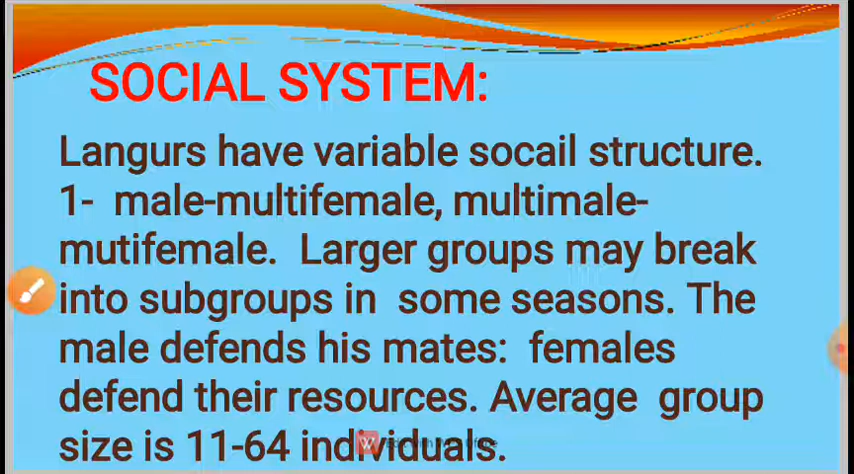 SOCIAL SYSTEM:
Langurs have variable socail structure.
1- male-multifemale, multimale-
mutifemale. Larger groups may break
into subgroups in some seasons. The
male defends his mates: females
defend their resources. Average group
size is 11-64 individuals.